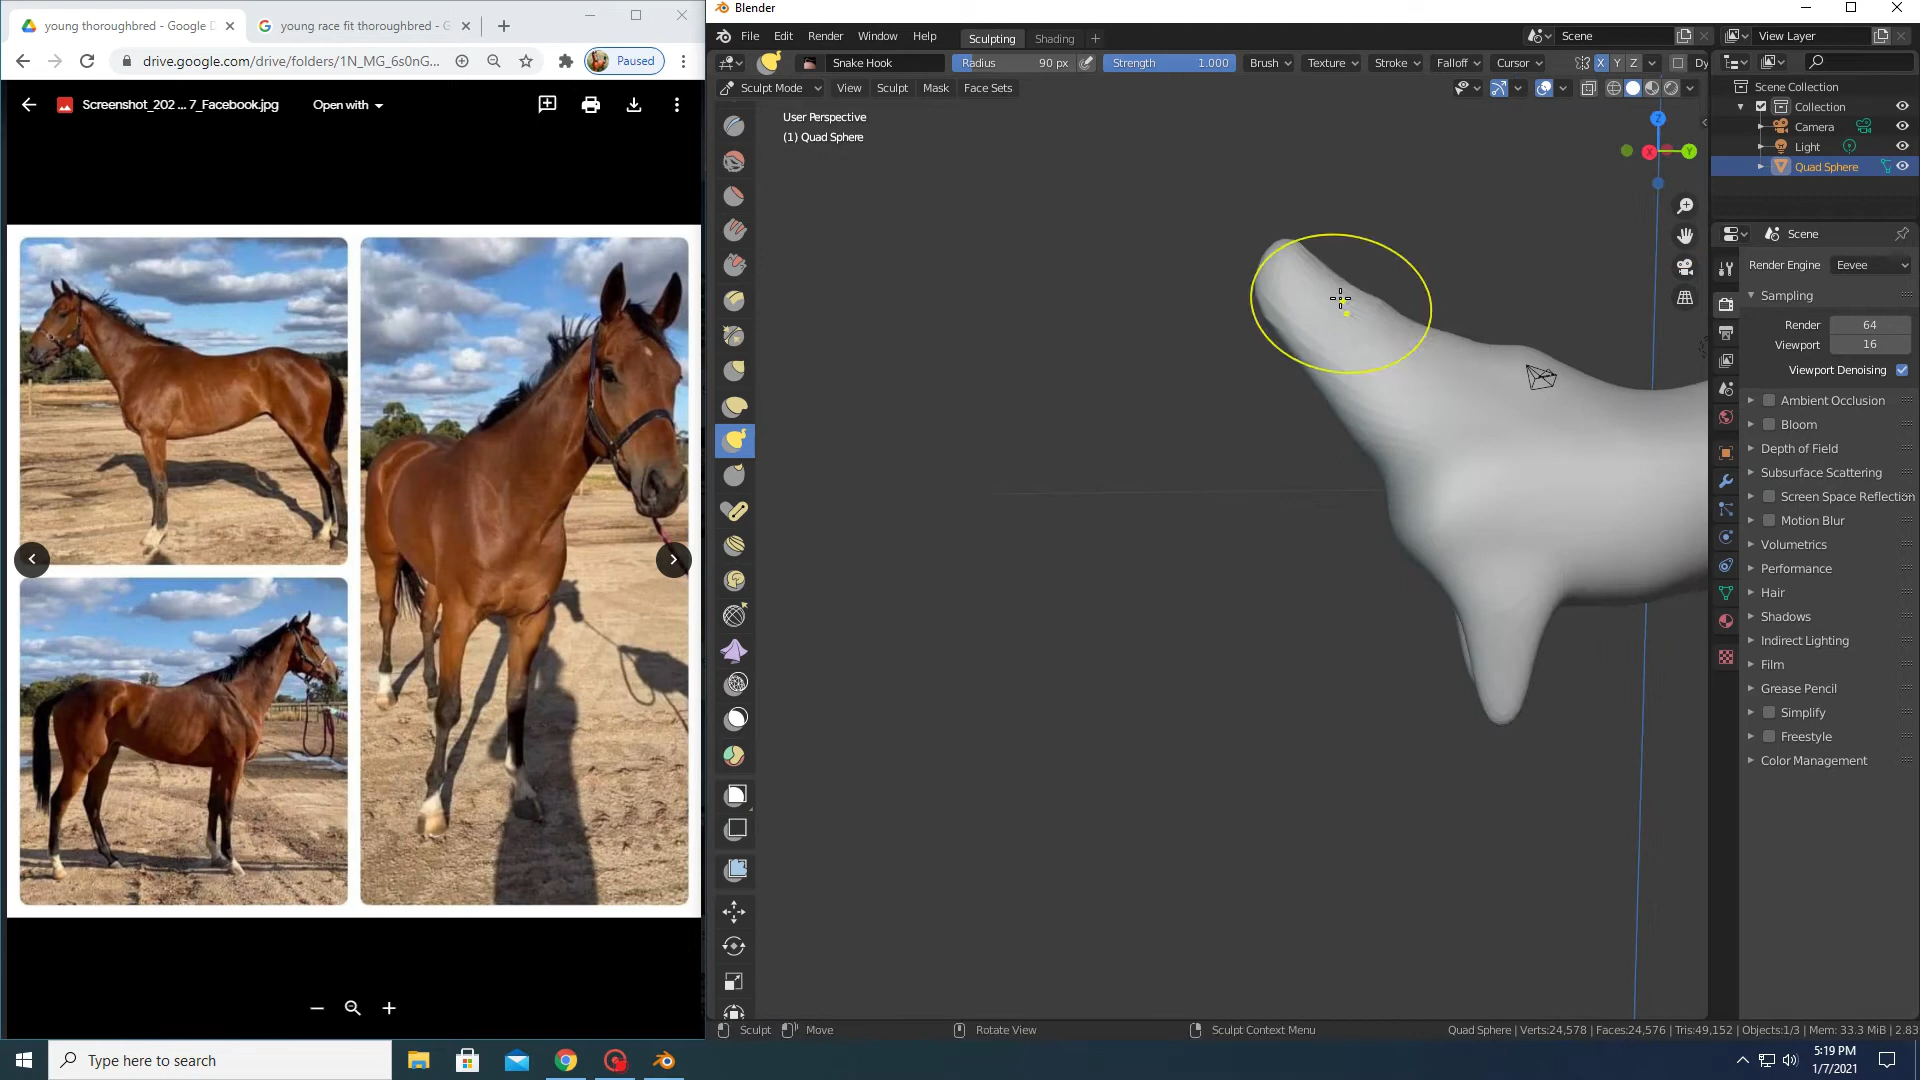 young thoroughbred - Google D
young race fit thoroughbred - G
drive.google.com/drive/folders/1N_MG_6s0nG...
Paused
Screenshot_202 ... 7_Facebook.jpg
Open with
Blender
File Edit Render Window Help
Sculpting
Shading
Scene
View Layer
Snake Hook
Radius 90 px
Strength 1.000
Brush
Texture
Stroke
Falloff
Cursor
X Y Z
Dy
Sculpt Mode
View
Sculpt
Mask
Face Sets
User Perspective
(1) Quad Sphere
Z
X
Y
Scene Collection
Collection
Camera
Light
Quad Sphere
Scene
Render Engine Eevee
Sampling
Render 64
Viewport 16
Viewport Denoising
Ambient Occlusion
Bloom
Depth of Field
Subsurface Scattering
Screen Space Reflection
Motion Blur
Volumetrics
Performance
Hair
Shadows
Indirect Lighting
Film
Grease Pencil
Simplify
Freestyle
Color Management
Sculpt
Move
Rotate View
Sculpt Context Menu
Quad Sphere | Verts:24,578 | Faces:24,576 | Tris:49,152 | Objects:1/3 | Mem: 33.3 MiB | 2.83
Type here to search
5:19 PM
1/7/2021